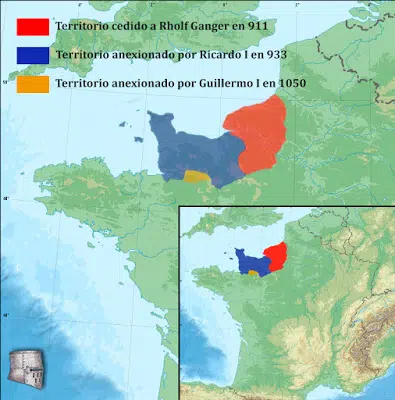 Territorio cedido a Rholf Ganger en 911
Territorio anexionado por Ricardo I en 933
Territorio anexionado por Guillermo I en 1050